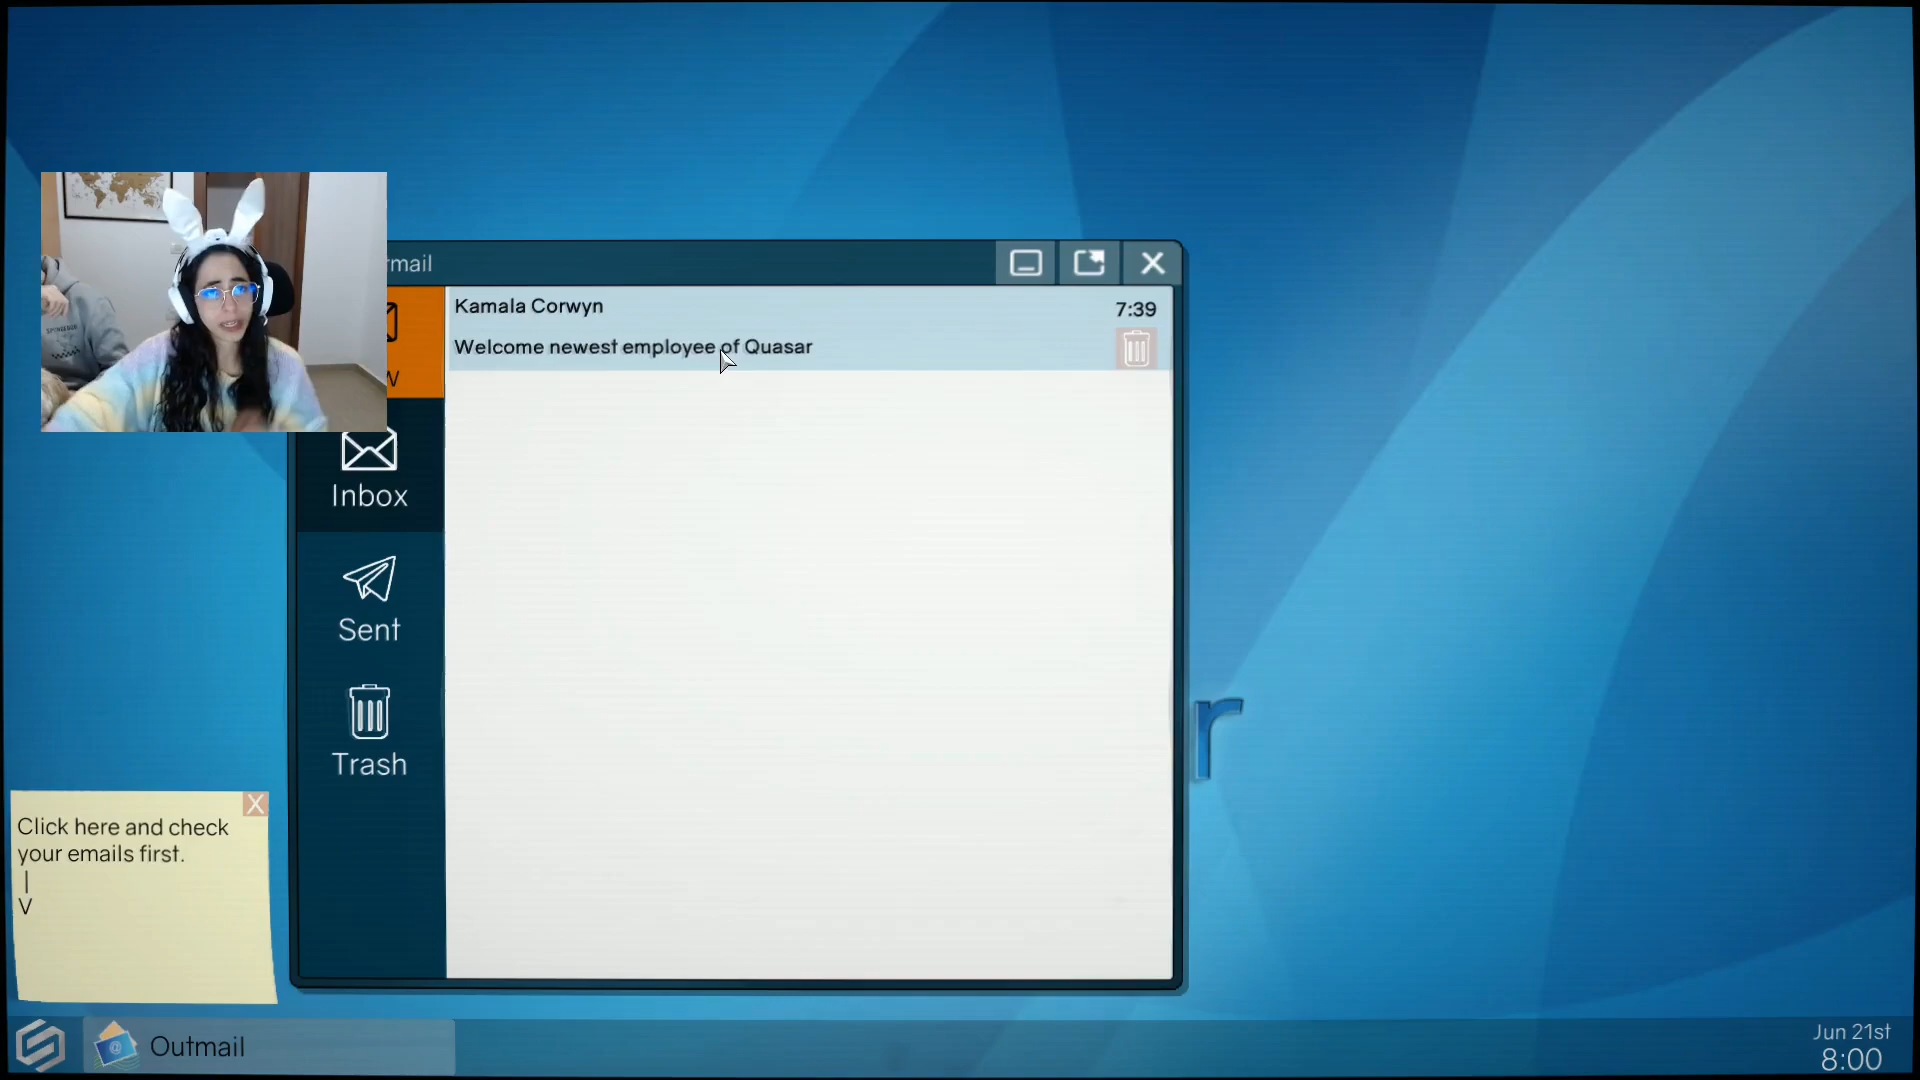 mail
Kamala Corwyn
7:39
Welcome newest employee of Quasar
Inbox
Sent
Trash
r
X
Click here and check
your emails first.
|
V
Outmail
Jun 21st
8:00